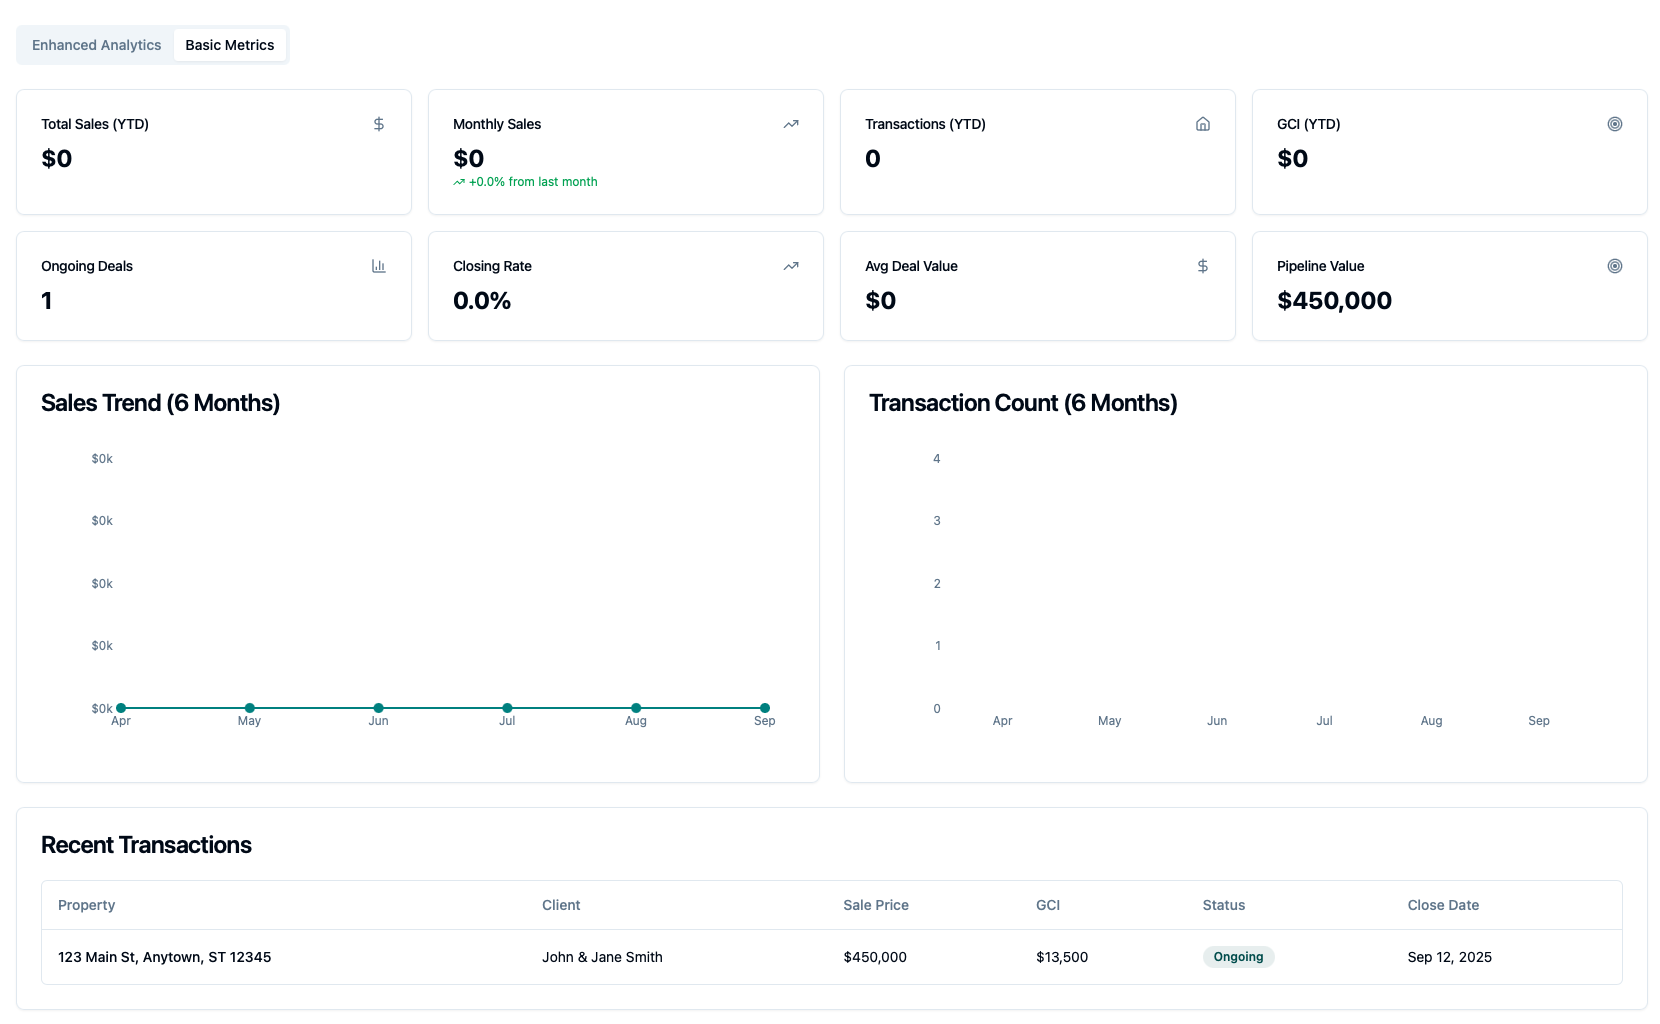 Enhanced Analytics Basic Metrics
Total Sales (YTD)
$0
Monthly Sales
$0
+0.0% from last month
Transactions (YTD)
0
GCI (YTD)
$0
Ongoing Deals
1
Closing Rate
0.0%
Avg Deal Value
$0
Pipeline Value
$450,000
Sales Trend (6 Months)
$0k
$0k
$0k
$0k
$0k
Apr May Jun Jul Aug Sep
Transaction Count (6 Months)
4
3
2
1
0
Apr May Jun Jul Aug Sep
Recent Transactions
Property Client Sale Price GCI Status Close Date
123 Main St, Anytown, ST 12345 John & Jane Smith $450,000 $13,500 Ongoing Sep 12, 2025